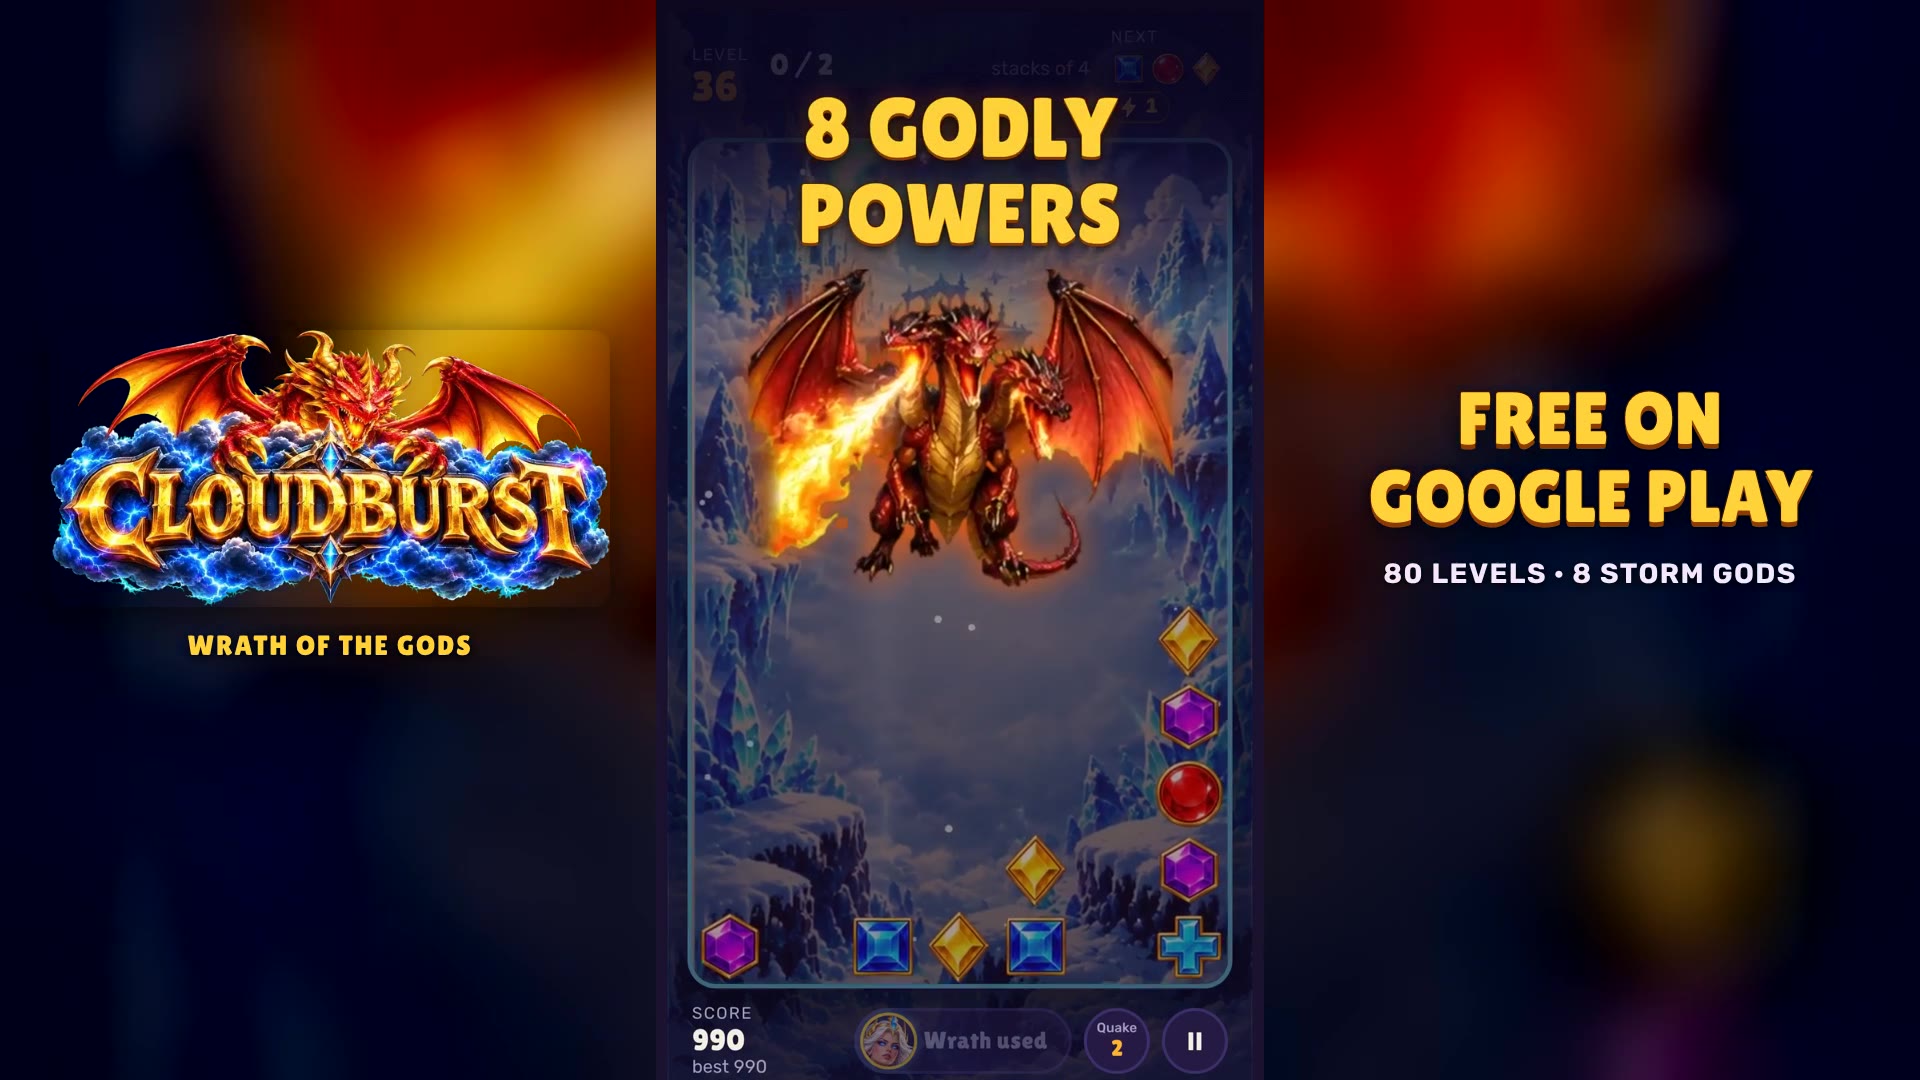 CLOUDBURST
WRATH OF THE GODS
LEVEL
36
0/2
stacks of 4
NEXT
1
8 GODLY
POWERS
SCORE
990
best 990
Wrath used
Quake
2
FREE ON
GOOGLE PLAY
80 LEVELS • 8 STORM GODS